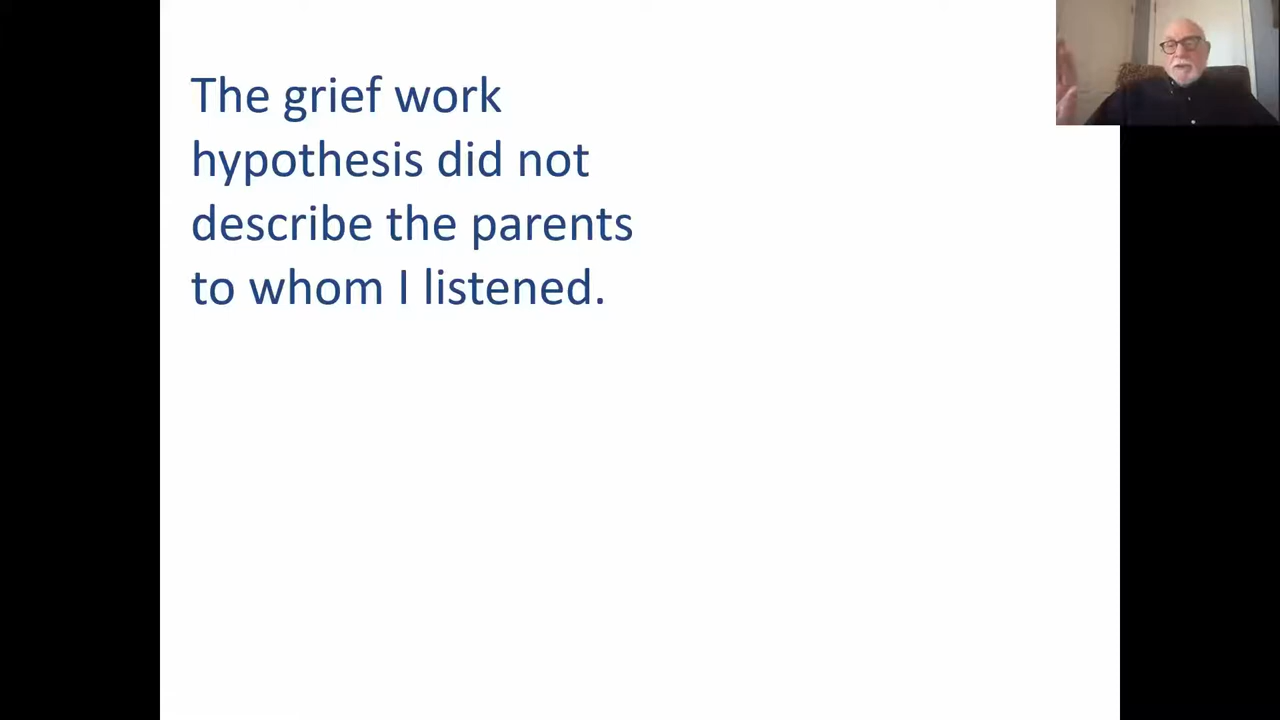 The grief work
hypothesis did not
describe the parents
to whom I listened.